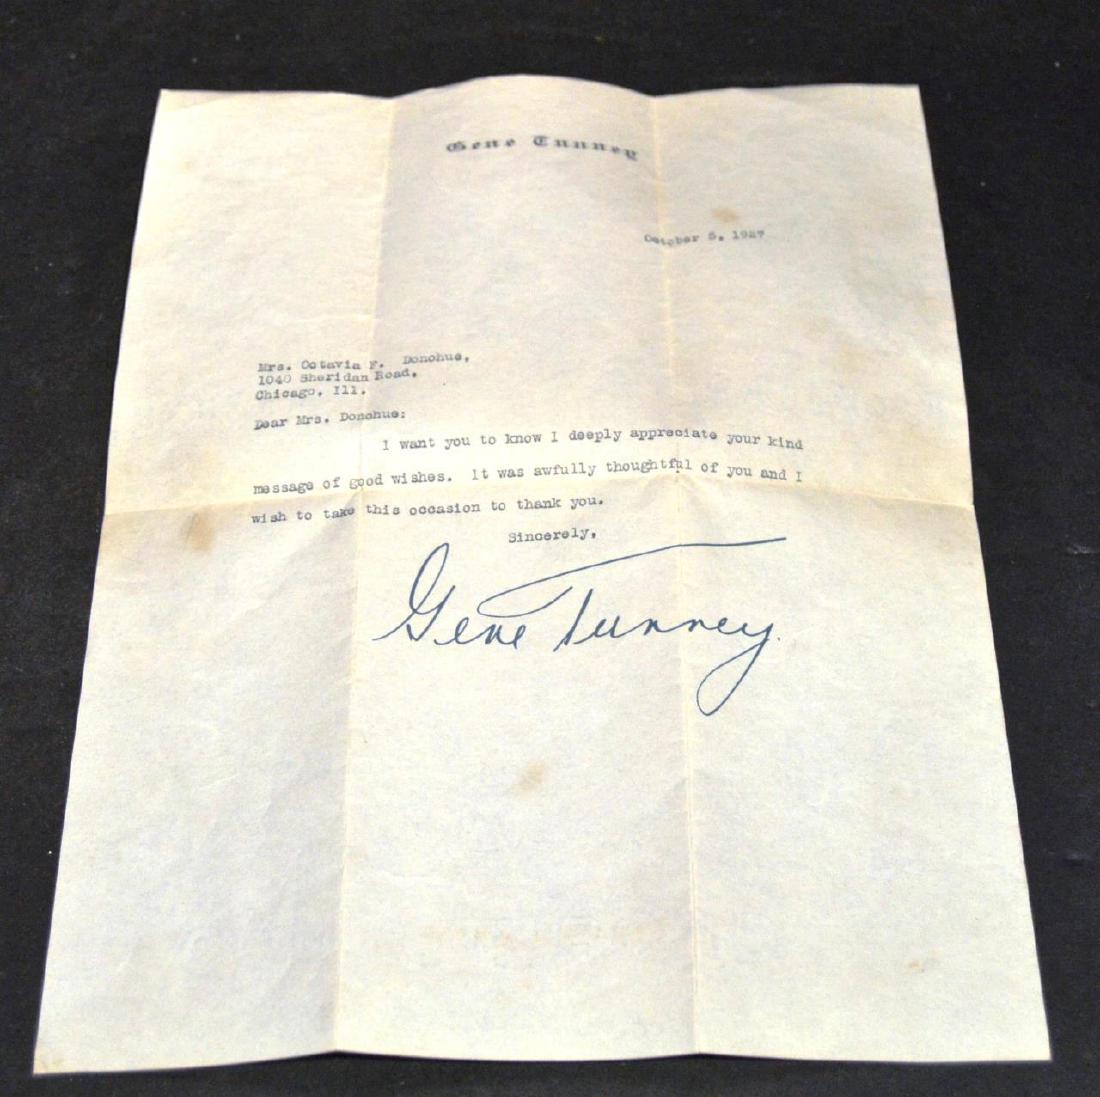 Gene Tunney
October 5, 1927
Mrs. Octavia F. Donohue,
1040 Sheridan Road,
Chicago, Ill.
Dear Mrs. Donohue:
I want you to know I deeply appreciate your kind
message of good wishes. It was awfully thoughtful of you and I
wish to take this occasion to thank you.
Sincerely,
Gene Tunney